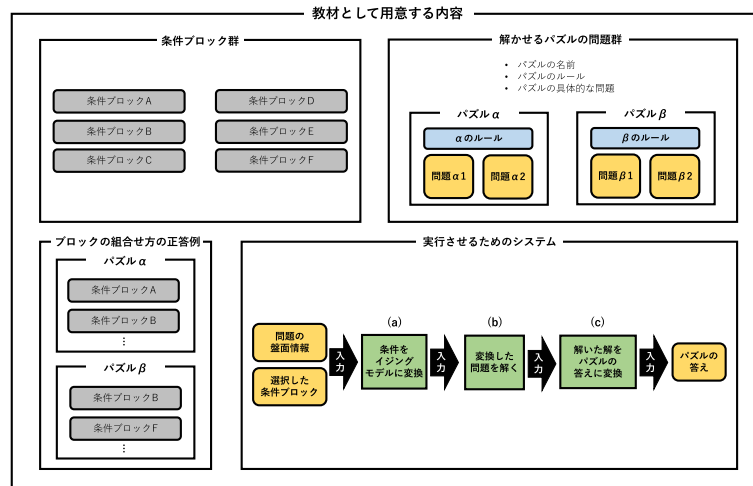 教材として用意する内容
条件ブロック群
条件ブロックA
条件ブロックD
条件ブロックB
条件ブロックE
条件ブロックC
条件ブロックF
解かせるパズルの問題群
• パズルの名前
• パズルのルール
• パズルの具体的な問題
パズルα
αのルール
問題α1
問題α2
パズルβ
βのルール
問題β1
問題β2
ブロックの組合せ方の正答例
パズルα
条件ブロックA
条件ブロックB
⋮
パズルβ
条件ブロックB
条件ブロックF
⋮
実行させるためのシステム
問題の
盤面情報
選択した
条件ブロック
入力
(a)
条件を
イジング
モデルに変換
入力
(b)
変換した
問題を解く
入力
(c)
解いた解を
パズルの
答えに変換
入力
パズルの
答え